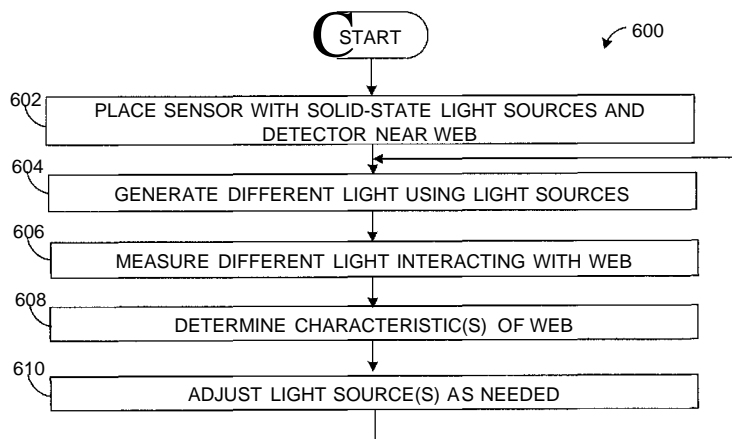 START
600
602
PLACE SENSOR WITH SOLID-STATE LIGHT SOURCES AND
DETECTOR NEAR WEB
604
GENERATE DIFFERENT LIGHT USING LIGHT SOURCES
606
MEASURE DIFFERENT LIGHT INTERACTING WITH WEB
608
DETERMINE CHARACTERISTIC(S) OF WEB
610
ADJUST LIGHT SOURCE(S) AS NEEDED